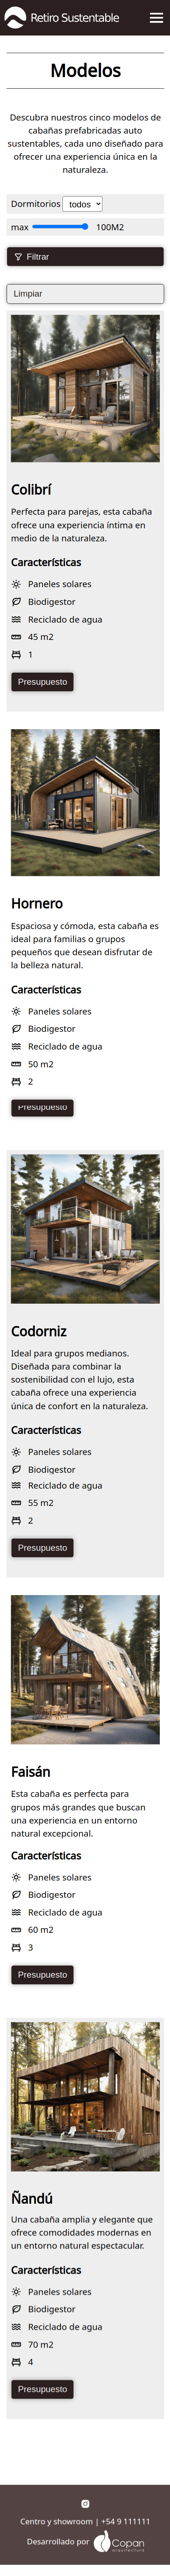 Retiro Sustentable
Modelos
Descubra nuestros cinco modelos de
cabañas prefabricadas auto
sustentables, cada uno diseñado para
ofrecer una experiencia única en la
naturaleza.
Dormitorios todos
max 100M2
Filtrar
Limpiar
Colibrí
Perfecta para parejas, esta cabaña
ofrece una experiencia íntima en
medio de la naturaleza.
Características
Paneles solares
Biodigestor
Reciclado de agua
45 m2
1
Presupuesto
Hornero
Espaciosa y cómoda, esta cabaña es
ideal para familias o grupos
pequeños que desean disfrutar de
la belleza natural.
Características
Paneles solares
Biodigestor
Reciclado de agua
50 m2
2
Presupuesto
Codorniz
Ideal para grupos medianos.
Diseñada para combinar la
sostenibilidad con el lujo, esta
cabaña ofrece una experiencia
única de confort en la naturaleza.
Características
Paneles solares
Biodigestor
Reciclado de agua
55 m2
2
Presupuesto
Faisán
Esta cabaña es perfecta para
grupos más grandes que buscan
una experiencia en un entorno
natural excepcional.
Características
Paneles solares
Biodigestor
Reciclado de agua
60 m2
3
Presupuesto
Ñandú
Una cabaña amplia y elegante que
ofrece comodidades modernas en
un entorno natural espectacular.
Características
Paneles solares
Biodigestor
Reciclado de agua
70 m2
4
Presupuesto
Centro y showroom | +54 9 111111
Desarrollado por Copan
arquitectura